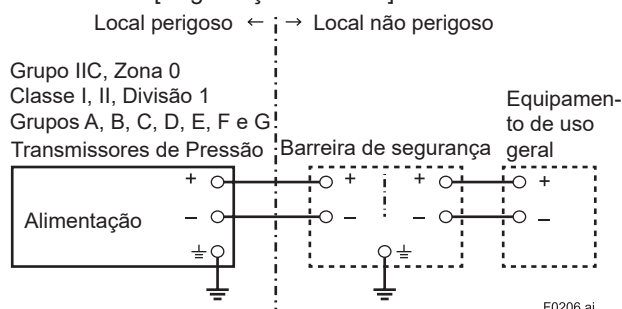 Local perigoso ← → Local não perigoso
Grupo IIC, Zona 0
Classe I, II, Divisão 1
Grupos A, B, C, D, E, F e G
Transmissores de Pressão
Barreira de segurança
Equipamen-
to de uso
geral
+ + + +
Alimentação
– – – –
F0206.ai